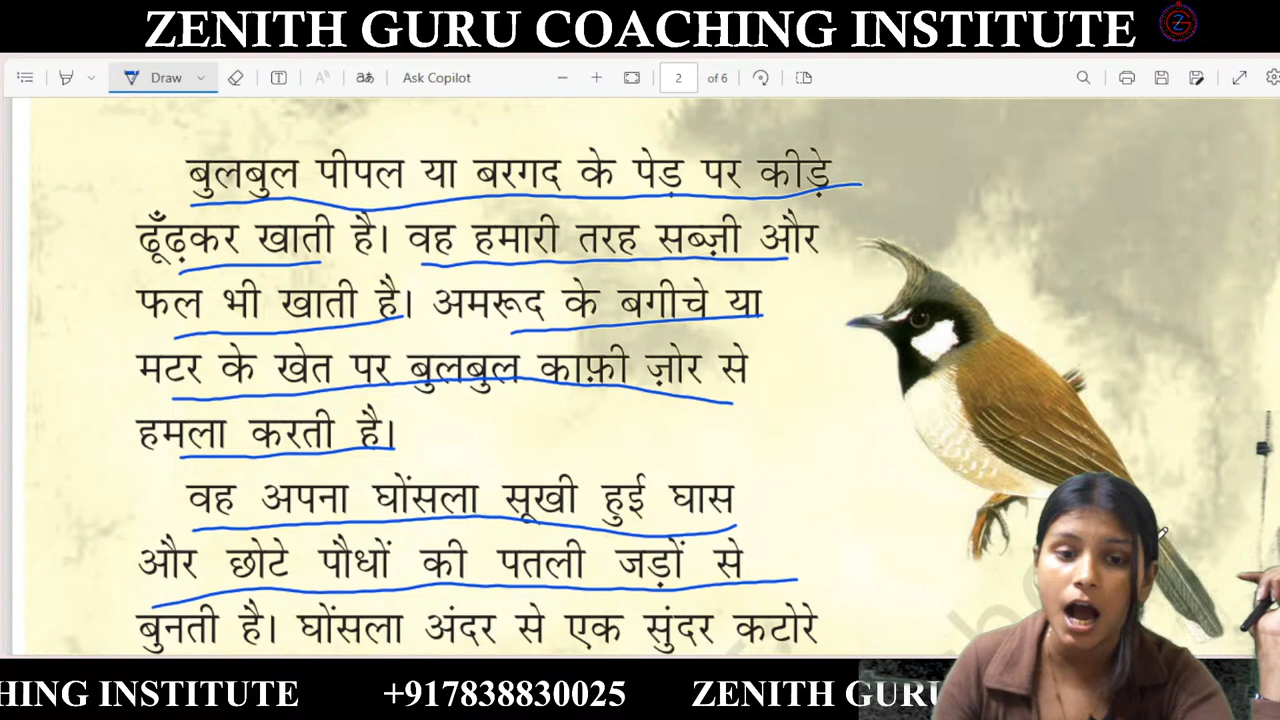 ZENITH GURU COACHING INSTITUTE
Draw
Ask Copilot
2
of 6
बुलबुल पीपल या बरगद के पेड़ पर कीड़े
ढूँढ़कर खाती है। वह हमारी तरह सब्ज़ी और
फल भी खाती है। अमरूद के बगीचे या
मटर के खेत पर बुलबुल काफ़ी ज़ोर से
हमला करती है।
वह अपना घोंसला सूखी हुई घास
और छोटे पौधों की पतली जड़ों से
बुनती है। घोंसला अंदर से एक सुंदर कटोरे
HING INSTITUTE +917838830025 ZENITH GURU